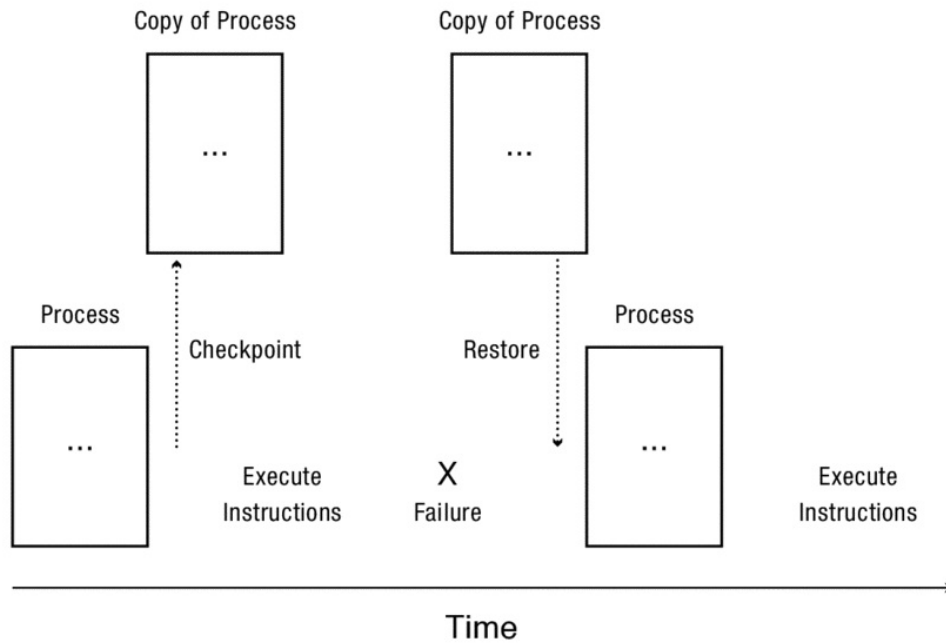 Copy of Process
Copy of Process
...
...
Process
Process
Checkpoint
Restore
...
...
Execute
Instructions
X
Failure
Execute
Instructions
Time